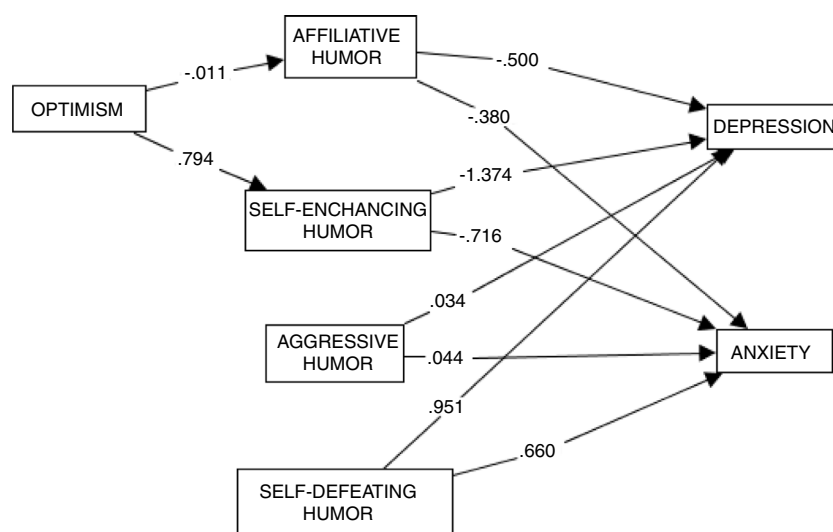 AFFILIATIVE
HUMOR
-.011
-.500
OPTIMISM
-.380
DEPRESSION
.794
-1.374
SELF-ENCHANCING
HUMOR
-.716
.034
AGGRESSIVE
HUMOR
.044
ANXIETY
.951
.660
SELF-DEFEATING
HUMOR